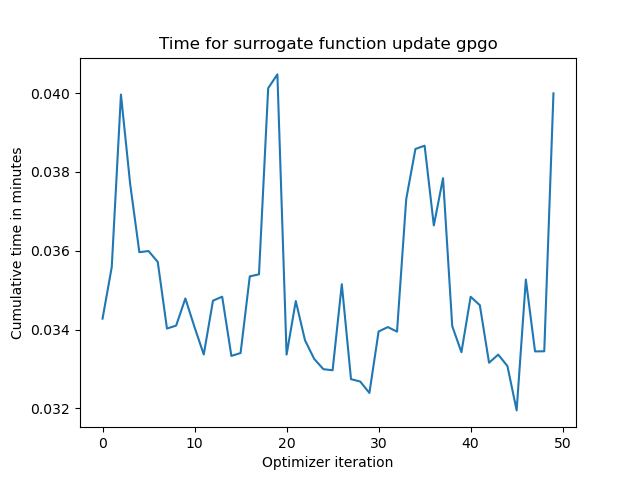 Time for surrogate function update gpgo
Cumulative time in minutes
0.040
0.038
0.036
0.034
0.032
0 10 20 30 40 50
Optimizer iteration